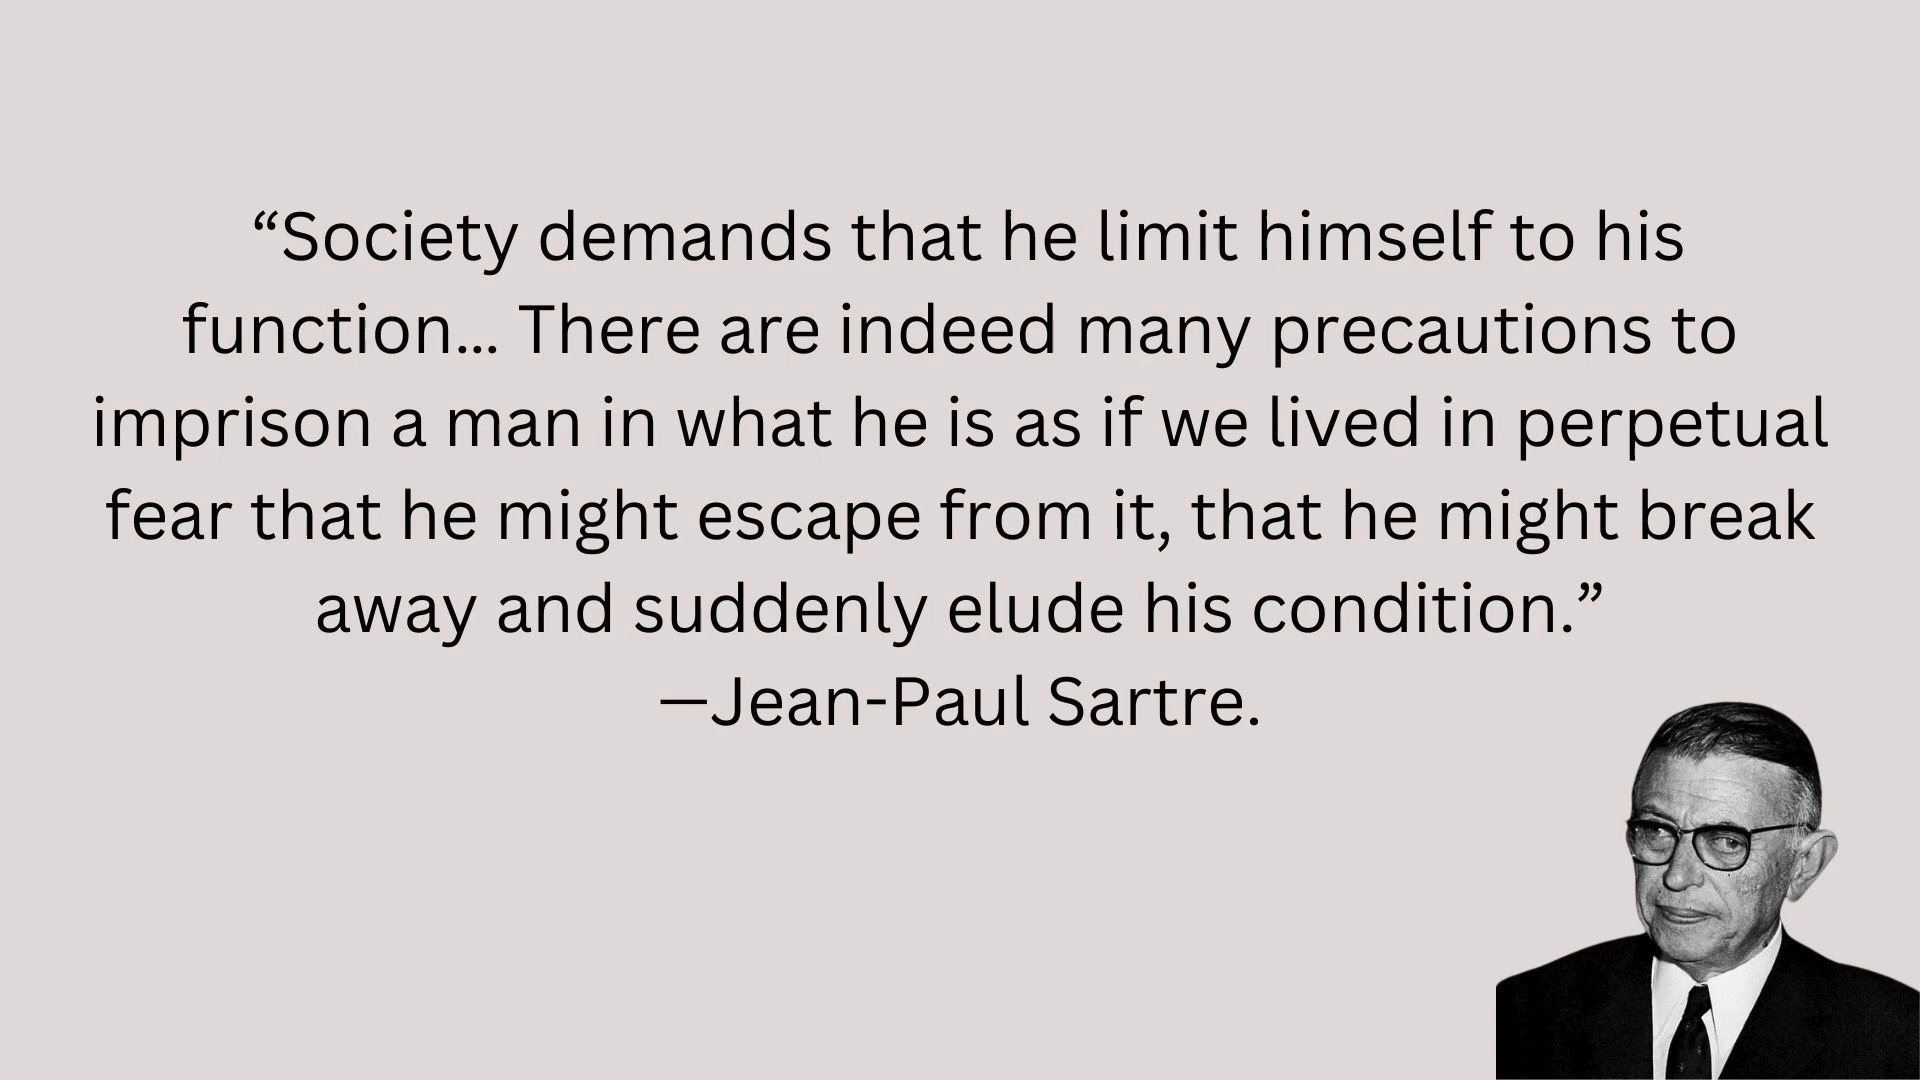 “Society demands that he limit himself to his
function... There are indeed many precautions to
imprison a man in what he is as if we lived in perpetual
fear that he might escape from it, that he might break
away and suddenly elude his condition.”
—Jean-Paul Sartre.